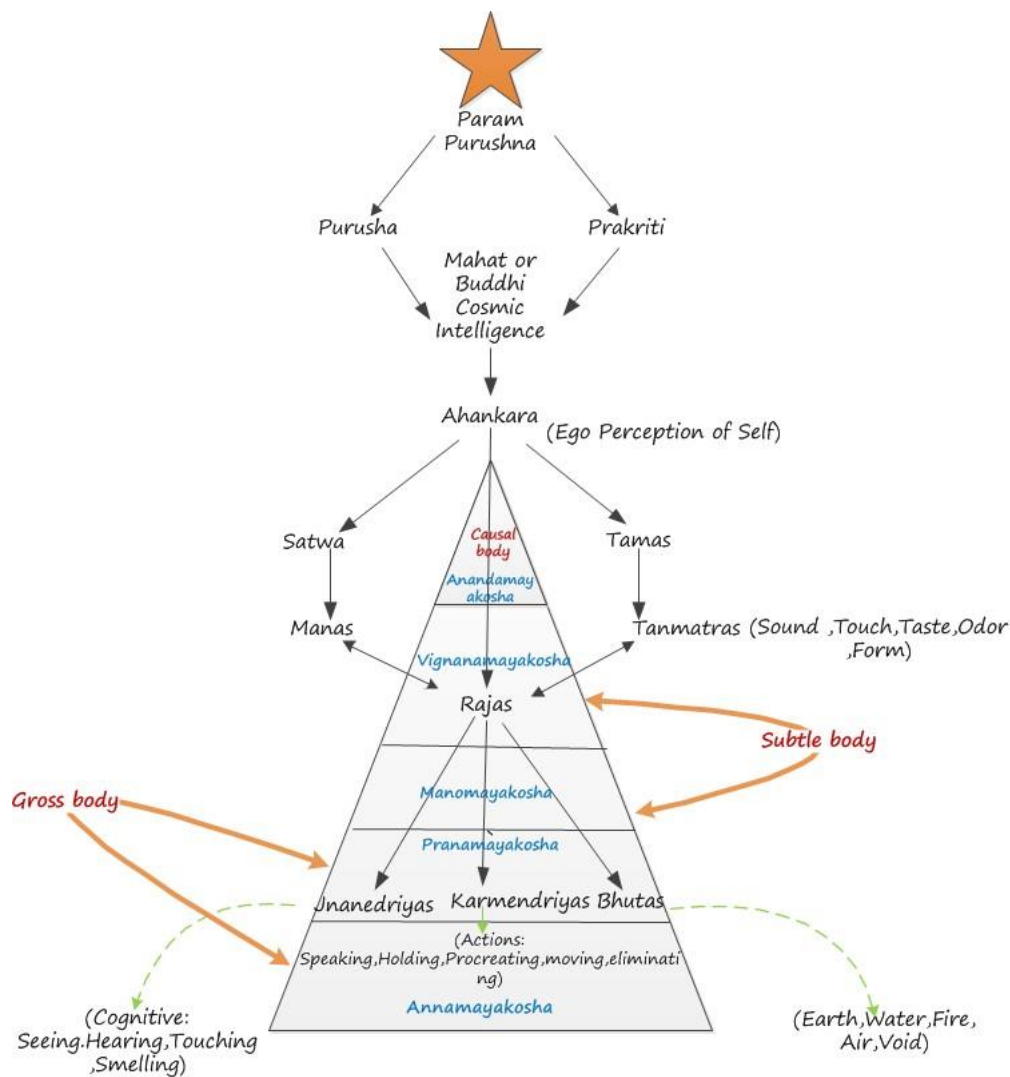 Param
Purushna
Purusha
Prakriti
Mahat or
Buddhi
Cosmic
Intelligence
Ahankara
(Ego Perception of Self)
Satwa
Causal
body
Tamas
Anandamay
akosha
Manas
Tanmatras (Sound ,Touch,Taste,Odor
,Form)
Vignanamayakosha
Rajas
Subtle body
Gross body
Manomayakosha
Pranamayakosha
Jnanedriyas
Karmendriyas
Bhutas
(Actions:
Speaking,Holding,Procreating,moving,eliminati
ng)
Annamayakosha
(Cognitive:
Seeing.Hearing,Touching
,Smelling)
(Earth,Water,Fire,
Air,Void)